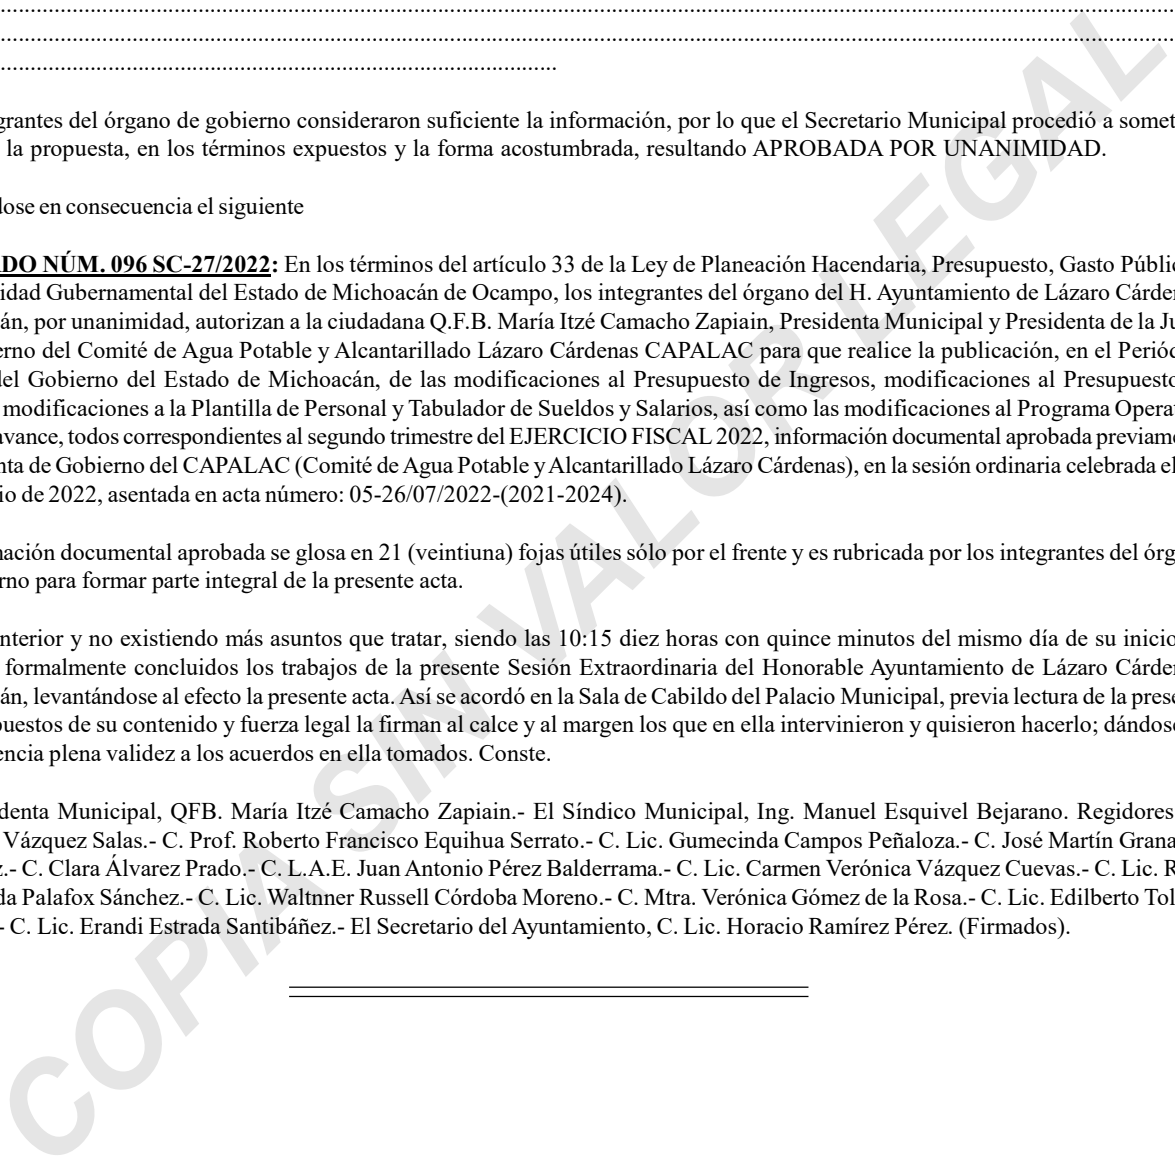 ........................................................................................................................................................................................................
........................................................................................................................................................................................................
...............................................................................................
grantes del órgano de gobierno consideraron suficiente la información, por lo que el Secretario Municipal procedió a somet
la propuesta, en los términos expuestos y la forma acostumbrada, resultando APROBADA POR UNANIMIDAD.
dose en consecuencia el siguiente
ADO NÚM. 096 SC-27/2022: En los términos del artículo 33 de la Ley de Planeación Hacendaria, Presupuesto, Gasto Públic
idad Gubernamental del Estado de Michoacán de Ocampo, los integrantes del órgano del H. Ayuntamiento de Lázaro Cárden
án, por unanimidad, autorizan a la ciudadana Q.F.B. María Itzé Camacho Zapiain, Presidenta Municipal y Presidenta de la Ju
erno del Comité de Agua Potable y Alcantarillado Lázaro Cárdenas CAPALAC para que realice la publicación, en el Periód
del Gobierno del Estado de Michoacán, de las modificaciones al Presupuesto de Ingresos, modificaciones al Presupuesto
modificaciones a la Plantilla de Personal y Tabulador de Sueldos y Salarios, así como las modificaciones al Programa Operat
avance, todos correspondientes al segundo trimestre del EJERCICIO FISCAL 2022, información documental aprobada previame
nta de Gobierno del CAPALAC (Comité de Agua Potable y Alcantarillado Lázaro Cárdenas), en la sesión ordinaria celebrada el
io de 2022, asentada en acta número: 05-26/07/2022-(2021-2024).
mación documental aprobada se glosa en 21 (veintiuna) fojas útiles sólo por el frente y es rubricada por los integrantes del órg
erno para formar parte integral de la presente acta.
nterior y no existiendo más asuntos que tratar, siendo las 10:15 diez horas con quince minutos del mismo día de su inicio
formalmente concluidos los trabajos de la presente Sesión Extraordinaria del Honorable Ayuntamiento de Lázaro Cárden
án, levantándose al efecto la presente acta. Así se acordó en la Sala de Cabildo del Palacio Municipal, previa lectura de la prese
puestos de su contenido y fuerza legal la firman al calce y al margen los que en ella intervinieron y quisieron hacerlo; dándose
encia plena validez a los acuerdos en ella tomados. Conste.
denta Municipal, QFB. María Itzé Camacho Zapiain.- El Síndico Municipal, Ing. Manuel Esquivel Bejarano. Regidores
Vázquez Salas.- C. Prof. Roberto Francisco Equihua Serrato.- C. Lic. Gumecinda Campos Peñaloza.- C. José Martín Grana
z.- C. Clara Álvarez Prado.- C. L.A.E. Juan Antonio Pérez Balderrama.- C. Lic. Carmen Verónica Vázquez Cuevas.- C. Lic. R
da Palafox Sánchez.- C. Lic. Waltnner Russell Córdoba Moreno.- C. Mtra. Verónica Gómez de la Rosa.- C. Lic. Edilberto Tol
- C. Lic. Erandi Estrada Santibáñez.- El Secretario del Ayuntamiento, C. Lic. Horacio Ramírez Pérez. (Firmados).
COPIA SIN VALOR LEGAL